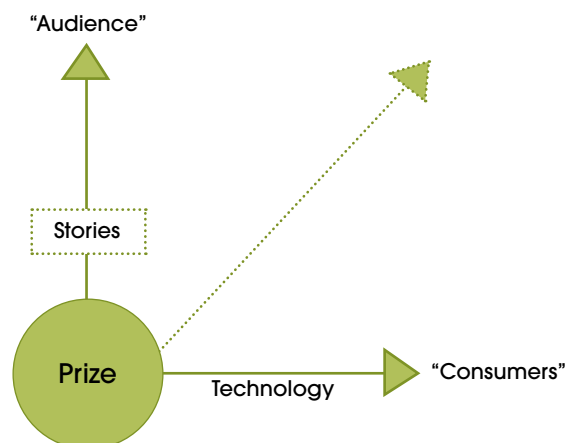 “Audience”
Stories
Prize
“Consumers”
Technology